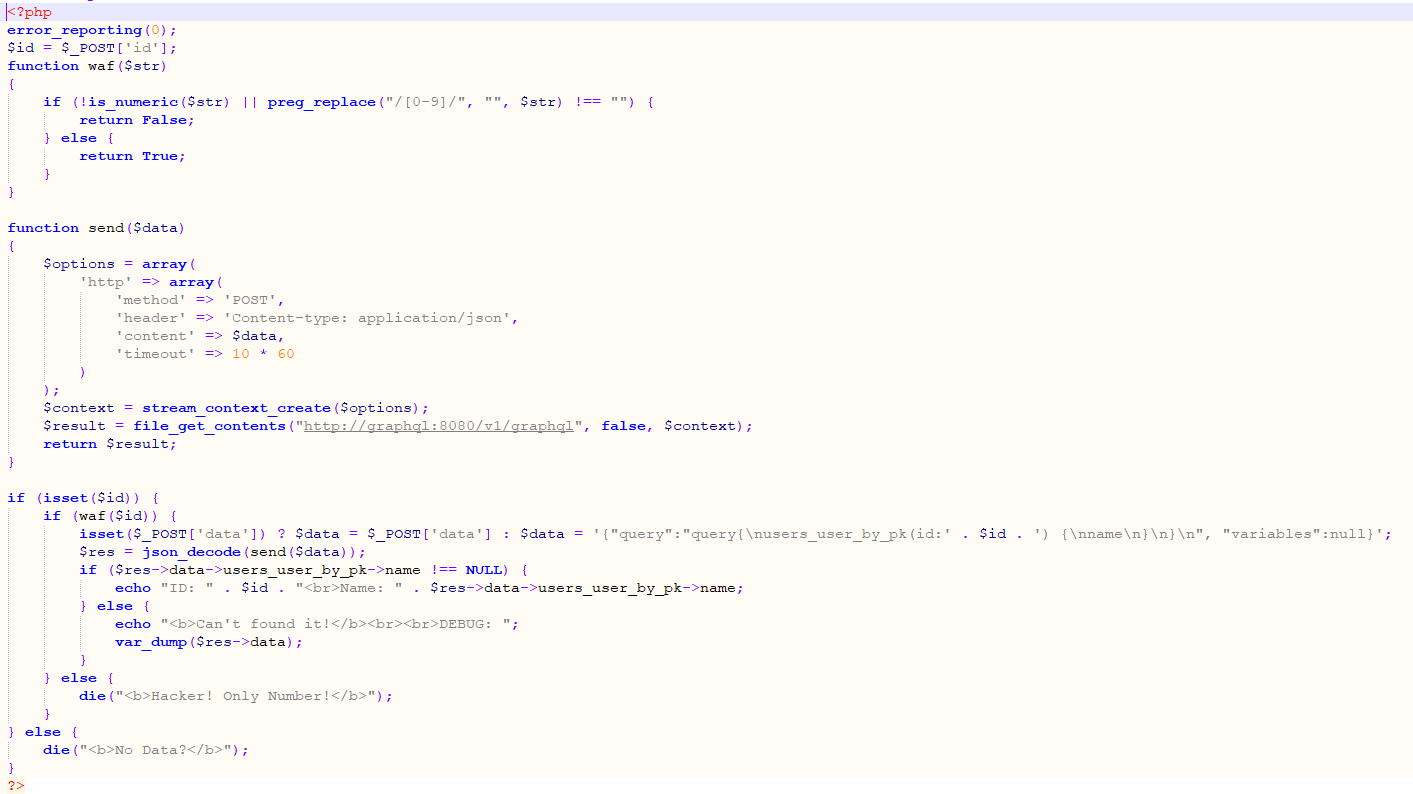 <?php
error_reporting(0);
$id = $_POST['id'];
function waf($str)
{
    if (!is_numeric($str) || preg_replace("/[0-9]/", "", $str) !== "") {
        return False;
    } else {
        return True;
    }
}

function send($data)
{
    $options = array(
        'http' => array(
            'method' => 'POST',
            'header' => 'Content-type: application/json',
            'content' => $data,
            'timeout' => 10 * 60
        )
    );
    $context = stream_context_create($options);
    $result = file_get_contents("http://graphql:8080/v1/graphql", false, $context);
    return $result;
}

if (isset($id)) {
    if (waf($id)) {
        isset($_POST['data']) ? $data = $_POST['data'] : $data = '{"query":"query{\nusers_user_by_pk(id:' . $id . ') {\nname\n}\n}\n", "variables":null}';
        $res = json_decode(send($data));
        if ($res->data->users_user_by_pk->name !== NULL) {
            echo "ID: " . $id . "<br>Name: " . $res->data->users_user_by_pk->name;
        } else {
            echo "<b>Can't found it!</b><br><br>DEBUG: ";
            var_dump($res->data);
        }
    } else {
        die("<b>Hacker! Only Number!</b>");
    }
} else {
    die("<b>No Data?</b>");
}
?>